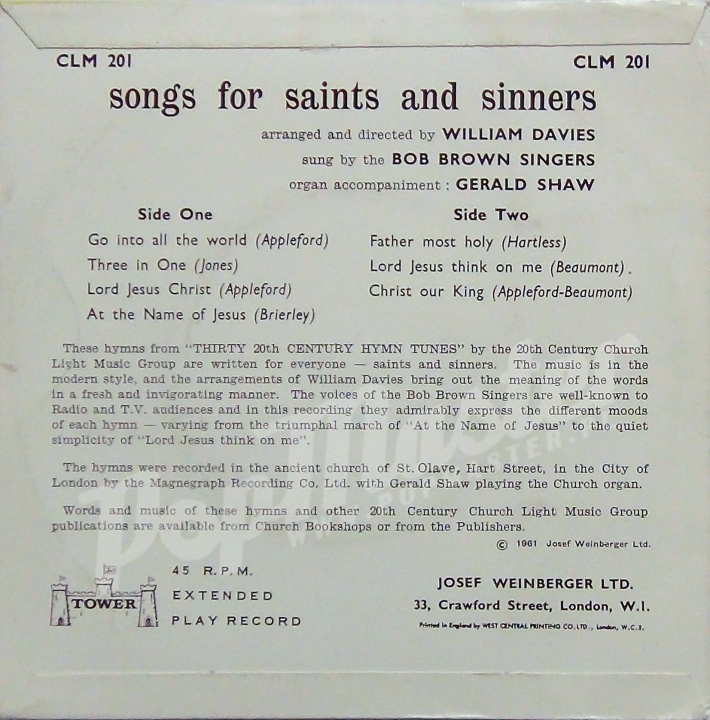 CLM 201 CLM 201
songs for saints and sinners
arranged and directed by WILLIAM DAVIES
sung by the BOB BROWN SINGERS
organ accompaniment : GERALD SHAW
Side One
Go into all the world (Appleford)
Three in One (Jones)
Lord Jesus Christ (Appleford)
At the Name of Jesus (Brierley)
Side Two
Father most holy (Hartless)
Lord Jesus think on me (Beaumont).
Christ our King (Appleford-Beaumont)
These hymns from "THIRTY 20th CENTURY HYMN TUNES" by the 20th Century Church
Light Music Group are written for everyone — saints and sinners. The music is in the
modern style, and the arrangements of William Davies bring out the meaning of the words
in a fresh and invigorating manner. The voices of the Bob Brown Singers are well-known to
Radio and T.V. audiences and in this recording they admirably express the different moods
of each hymn — varying from the triumphal march of "At the Name of Jesus" to the quiet
simplicity of "Lord Jesus think on me".
The hymns were recorded in the ancient church of St. Olave, Hart Street, in the City of
London by the Magnegraph Recording Co. Ltd. with Gerald Shaw playing the Church organ.
Words and music of these hymns and other 20th Century Church Light Music Group
publications are available from Church Bookshops or from the Publishers.
© 1961 Josef Weinberger Ltd.
TOWER
45 R.P.M.
EXTENDED
PLAY RECORD
JOSEF WEINBERGER LTD.
33, Crawford Street, London, W.I.
Printed in England by WEST CENTRAL PRINTING CO. LTD., London, W.C.2.